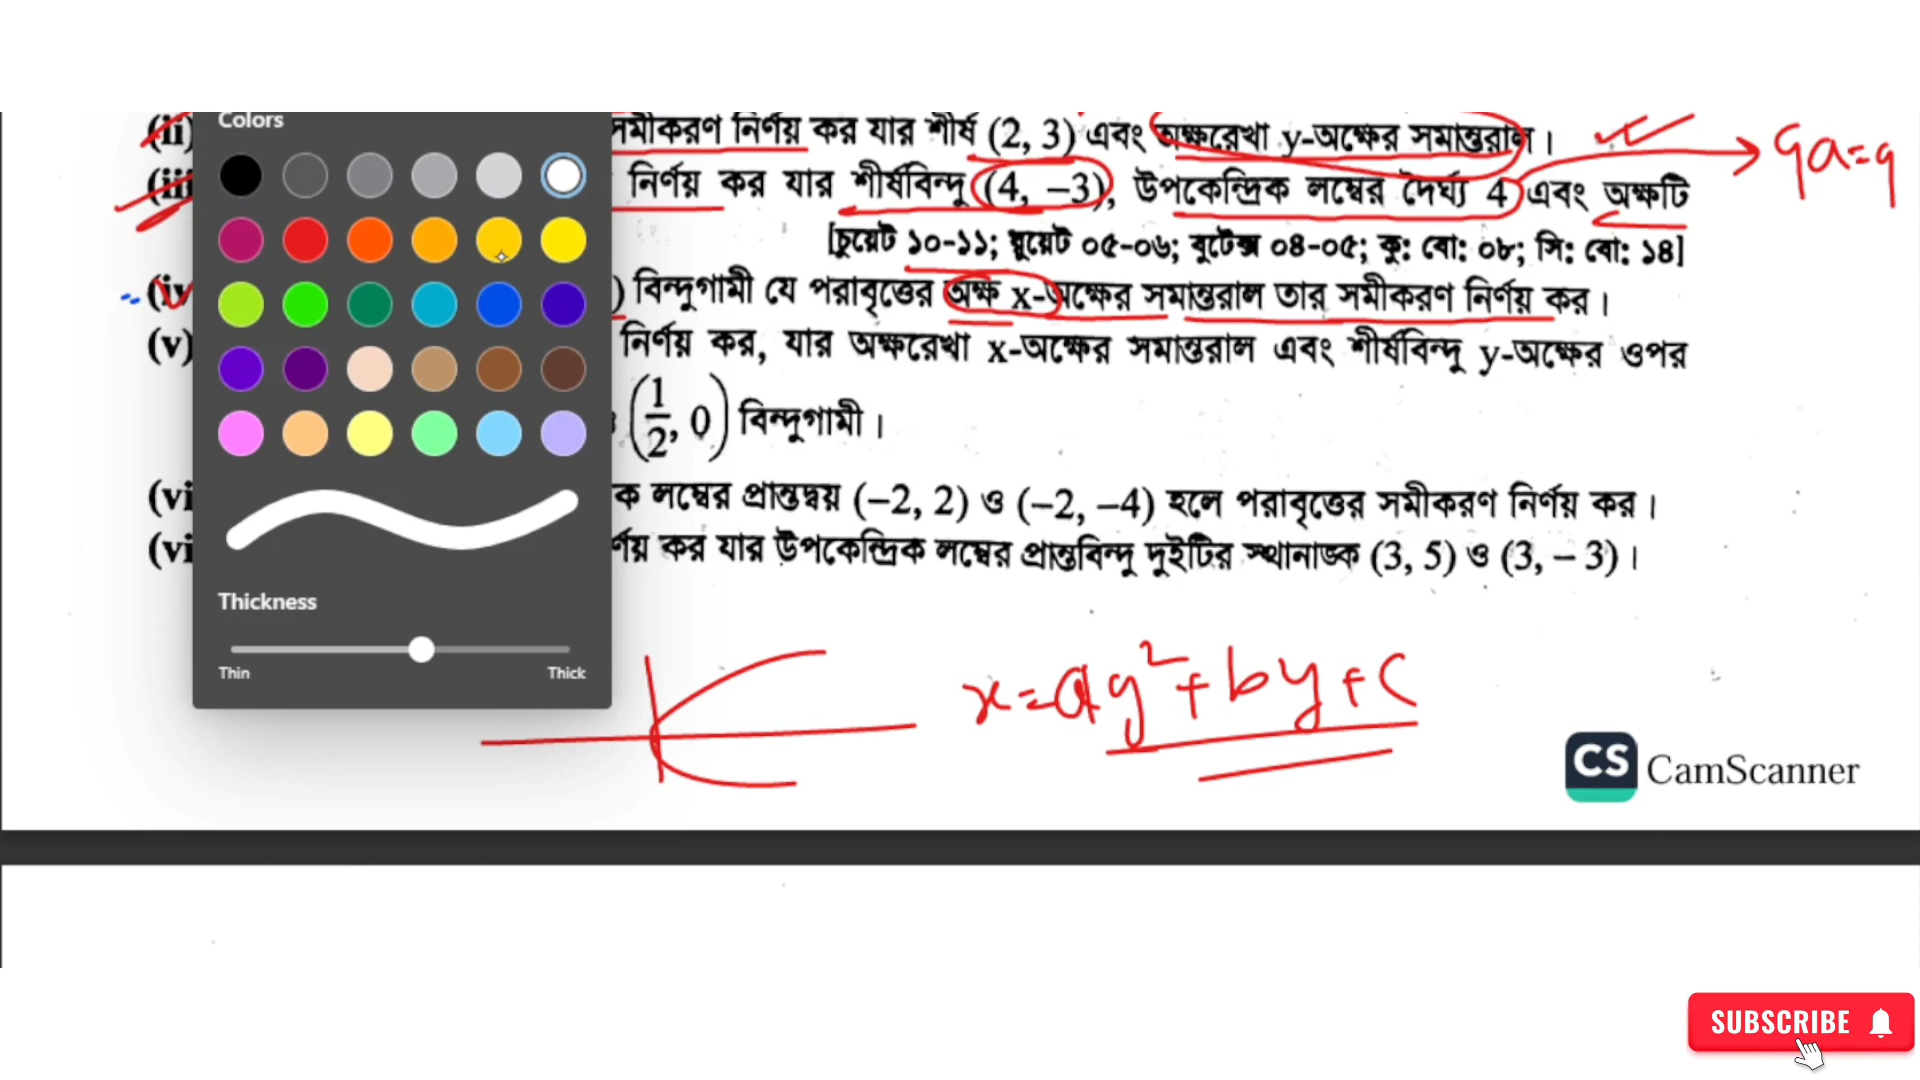 Colors
(ii) সমীকরণ নির্ণয় কর যার শীর্ষ (2, 3) এবং অক্ষরেখা y-অক্ষের সমান্তরাল।
নির্ণয় কর যার শীর্ষবিন্দু (4, −3), উপকেন্দ্রিক লম্বের দৈর্ঘ্য 4 এবং অক্ষটি
[চুয়েট ১০-১১; কুয়েট ০৫-০৬; বুটেক্স ০৪-০৫; কু: বো: ০৮; সি: বো: ১৪]
) বিন্দুগামী যে পরাবৃত্তের অক্ষ x-অক্ষের সমান্তরাল তার সমীকরণ নির্ণয় কর।
(v) নির্ণয় কর, যার অক্ষরেখা x-অক্ষের সমান্তরাল এবং শীর্ষবিন্দু y-অক্ষের ওপর
(1/2, 0) বিন্দুগামী।
লম্বের প্রান্তদ্বয় (−2, 2) ও (−2, −4) হলে পরাবৃত্তের সমীকরণ নির্ণয় কর।
কর যার উপকেন্দ্রিক লম্বের প্রান্তবিন্দু দুইটির স্থানাঙ্ক (3, 5) ও (3, − 3)।
Thickness
Thin Thick
x=ay²+by+c
CS CamScanner
SUBSCRIBE